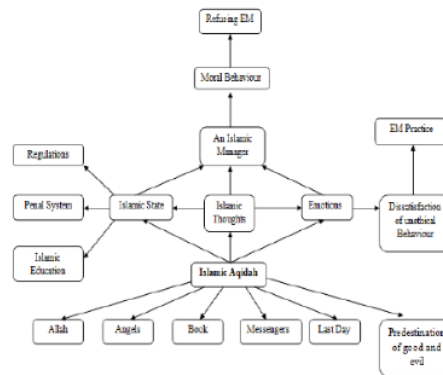 Refusing EM
Moral Behaviour
EM Practice
An Islamic
Manager
Regulations
Penal System
Islamic State
Islamic
Thoughts
Emotions
Dissatisfaction
of unethical
Behaviour
Islamic
Education
Islamic Aqidah
Allah
Angels
Book
Messengers
Last Day
Predestination
of good and
evil